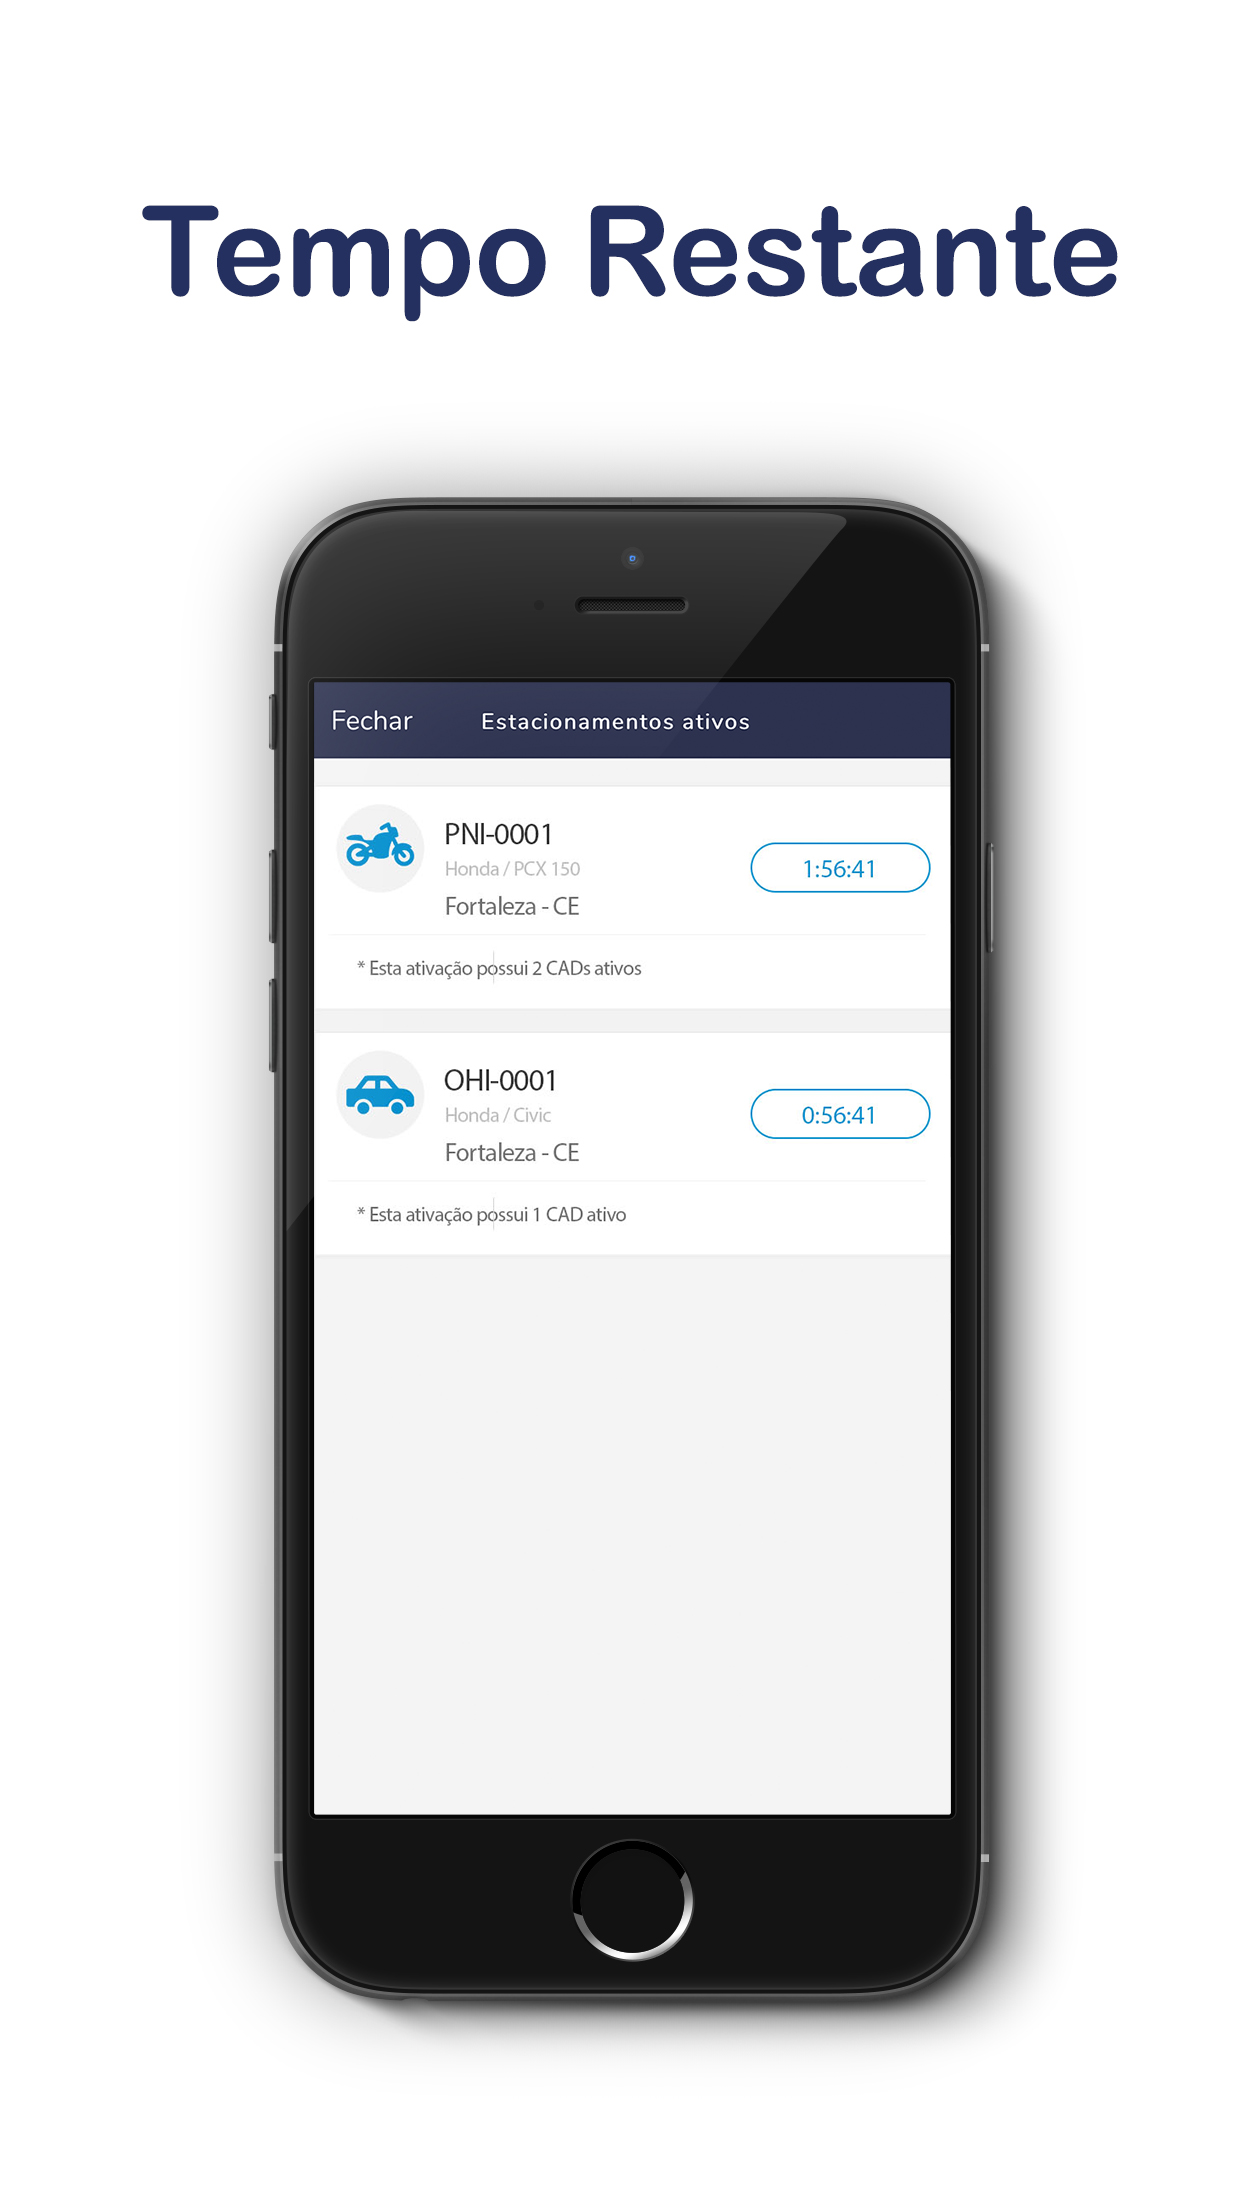 Tempo Restante
Fechar
Estacionamentos ativos
PNI-0001
Honda / PCX 150
1:56:41
Fortaleza - CE
* Esta ativação possui 2 CADs ativos
OHI-0001
Honda / Civic
0:56:41
Fortaleza - CE
* Esta ativação possui 1 CAD ativo